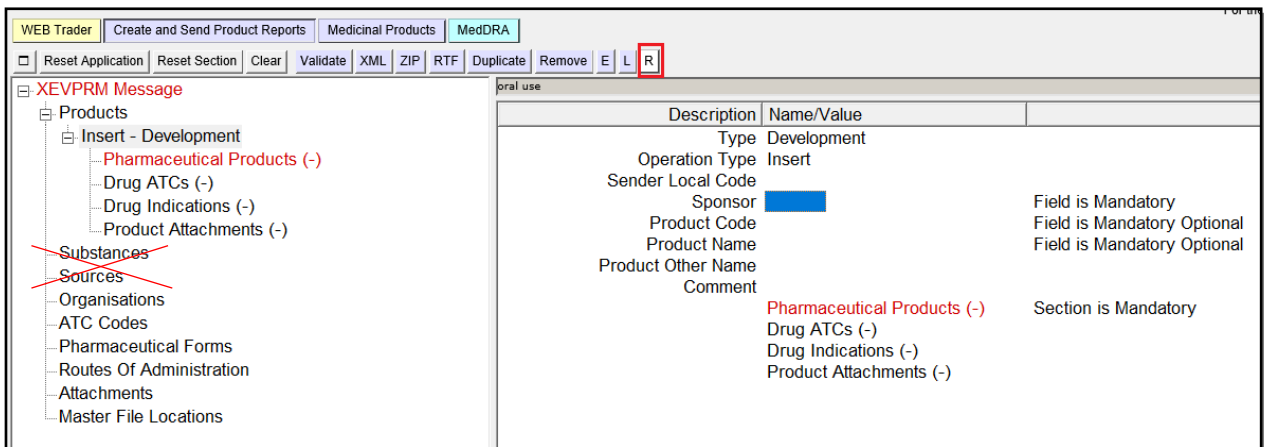 WEB Trader Create and Send Product Reports Medicinal Products MedDRA
Reset Application Reset Section Clear Validate XML ZIP RTF Duplicate Remove E L R
XEVPRM Message
Products
Insert - Development
Pharmaceutical Products (-)
Drug ATCs (-)
Drug Indications (-)
Product Attachments (-)
Substances
Sources
Organisations
ATC Codes
Pharmaceutical Forms
Routes Of Administration
Attachments
Master File Locations
oral use
Description Name/Value
Type Development
Operation Type Insert
Sender Local Code
Sponsor Field is Mandatory
Product Code Field is Mandatory Optional
Product Name Field is Mandatory Optional
Product Other Name
Comment
Pharmaceutical Products (-) Section is Mandatory
Drug ATCs (-)
Drug Indications (-)
Product Attachments (-)